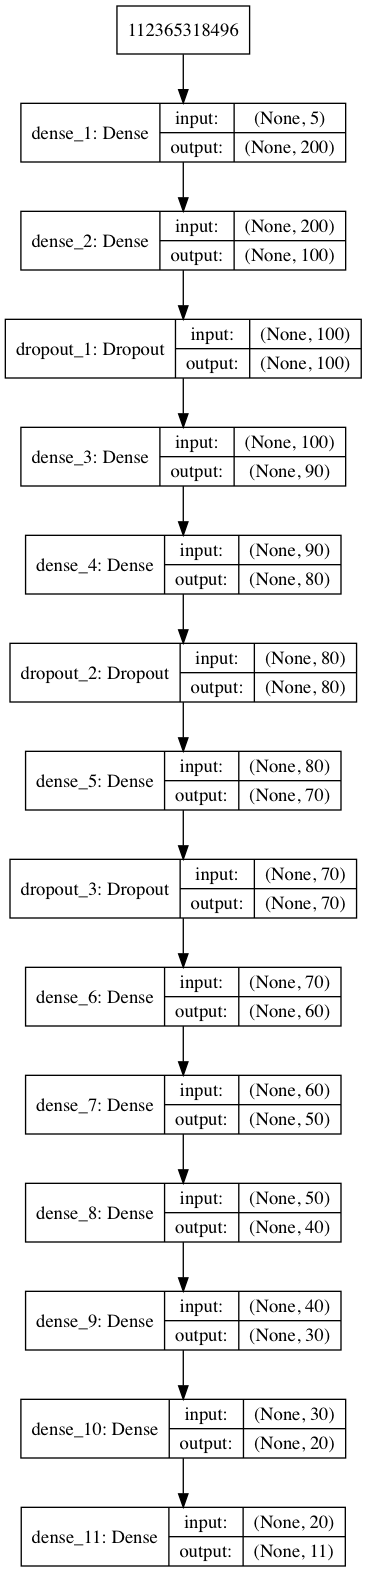 112365318496
dense_1: Dense
input: (None, 5)
output: (None, 200)
dense_2: Dense
input: (None, 200)
output: (None, 100)
dropout_1: Dropout
input: (None, 100)
output: (None, 100)
dense_3: Dense
input: (None, 100)
output: (None, 90)
dense_4: Dense
input: (None, 90)
output: (None, 80)
dropout_2: Dropout
input: (None, 80)
output: (None, 80)
dense_5: Dense
input: (None, 80)
output: (None, 70)
dropout_3: Dropout
input: (None, 70)
output: (None, 70)
dense_6: Dense
input: (None, 70)
output: (None, 60)
dense_7: Dense
input: (None, 60)
output: (None, 50)
dense_8: Dense
input: (None, 50)
output: (None, 40)
dense_9: Dense
input: (None, 40)
output: (None, 30)
dense_10: Dense
input: (None, 30)
output: (None, 20)
dense_11: Dense
input: (None, 20)
output: (None, 11)